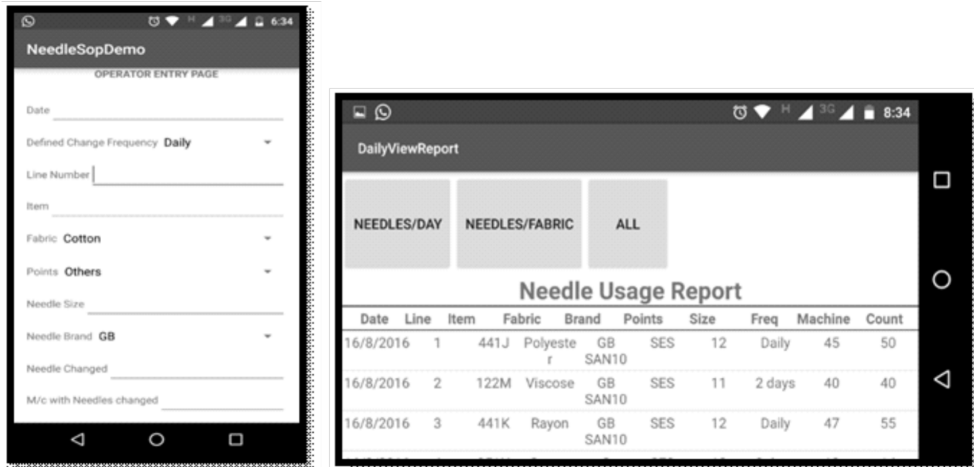 H 3G 6:34
NeedleSopDemo
OPERATOR ENTRY PAGE
Date
Defined Change Frequency Daily
Line Number
Item
Fabric Cotton
Points Others
Needle Size
Needle Brand GB
Needle Changed
M/c with Needles changed
H 3G 8:34
DailyViewReport
NEEDLES/DAY NEEDLES/FABRIC ALL
Needle Usage Report
Date Line Item Fabric Brand Points Size Freq Machine Count
16/8/2016 1 441J Polyeste GB SES 12 Daily 45 50
r SAN10
16/8/2016 2 122M Viscose GB SES 11 2 days 40 40
SAN10
16/8/2016 3 441K Rayon GB SES 12 Daily 47 55
SAN10